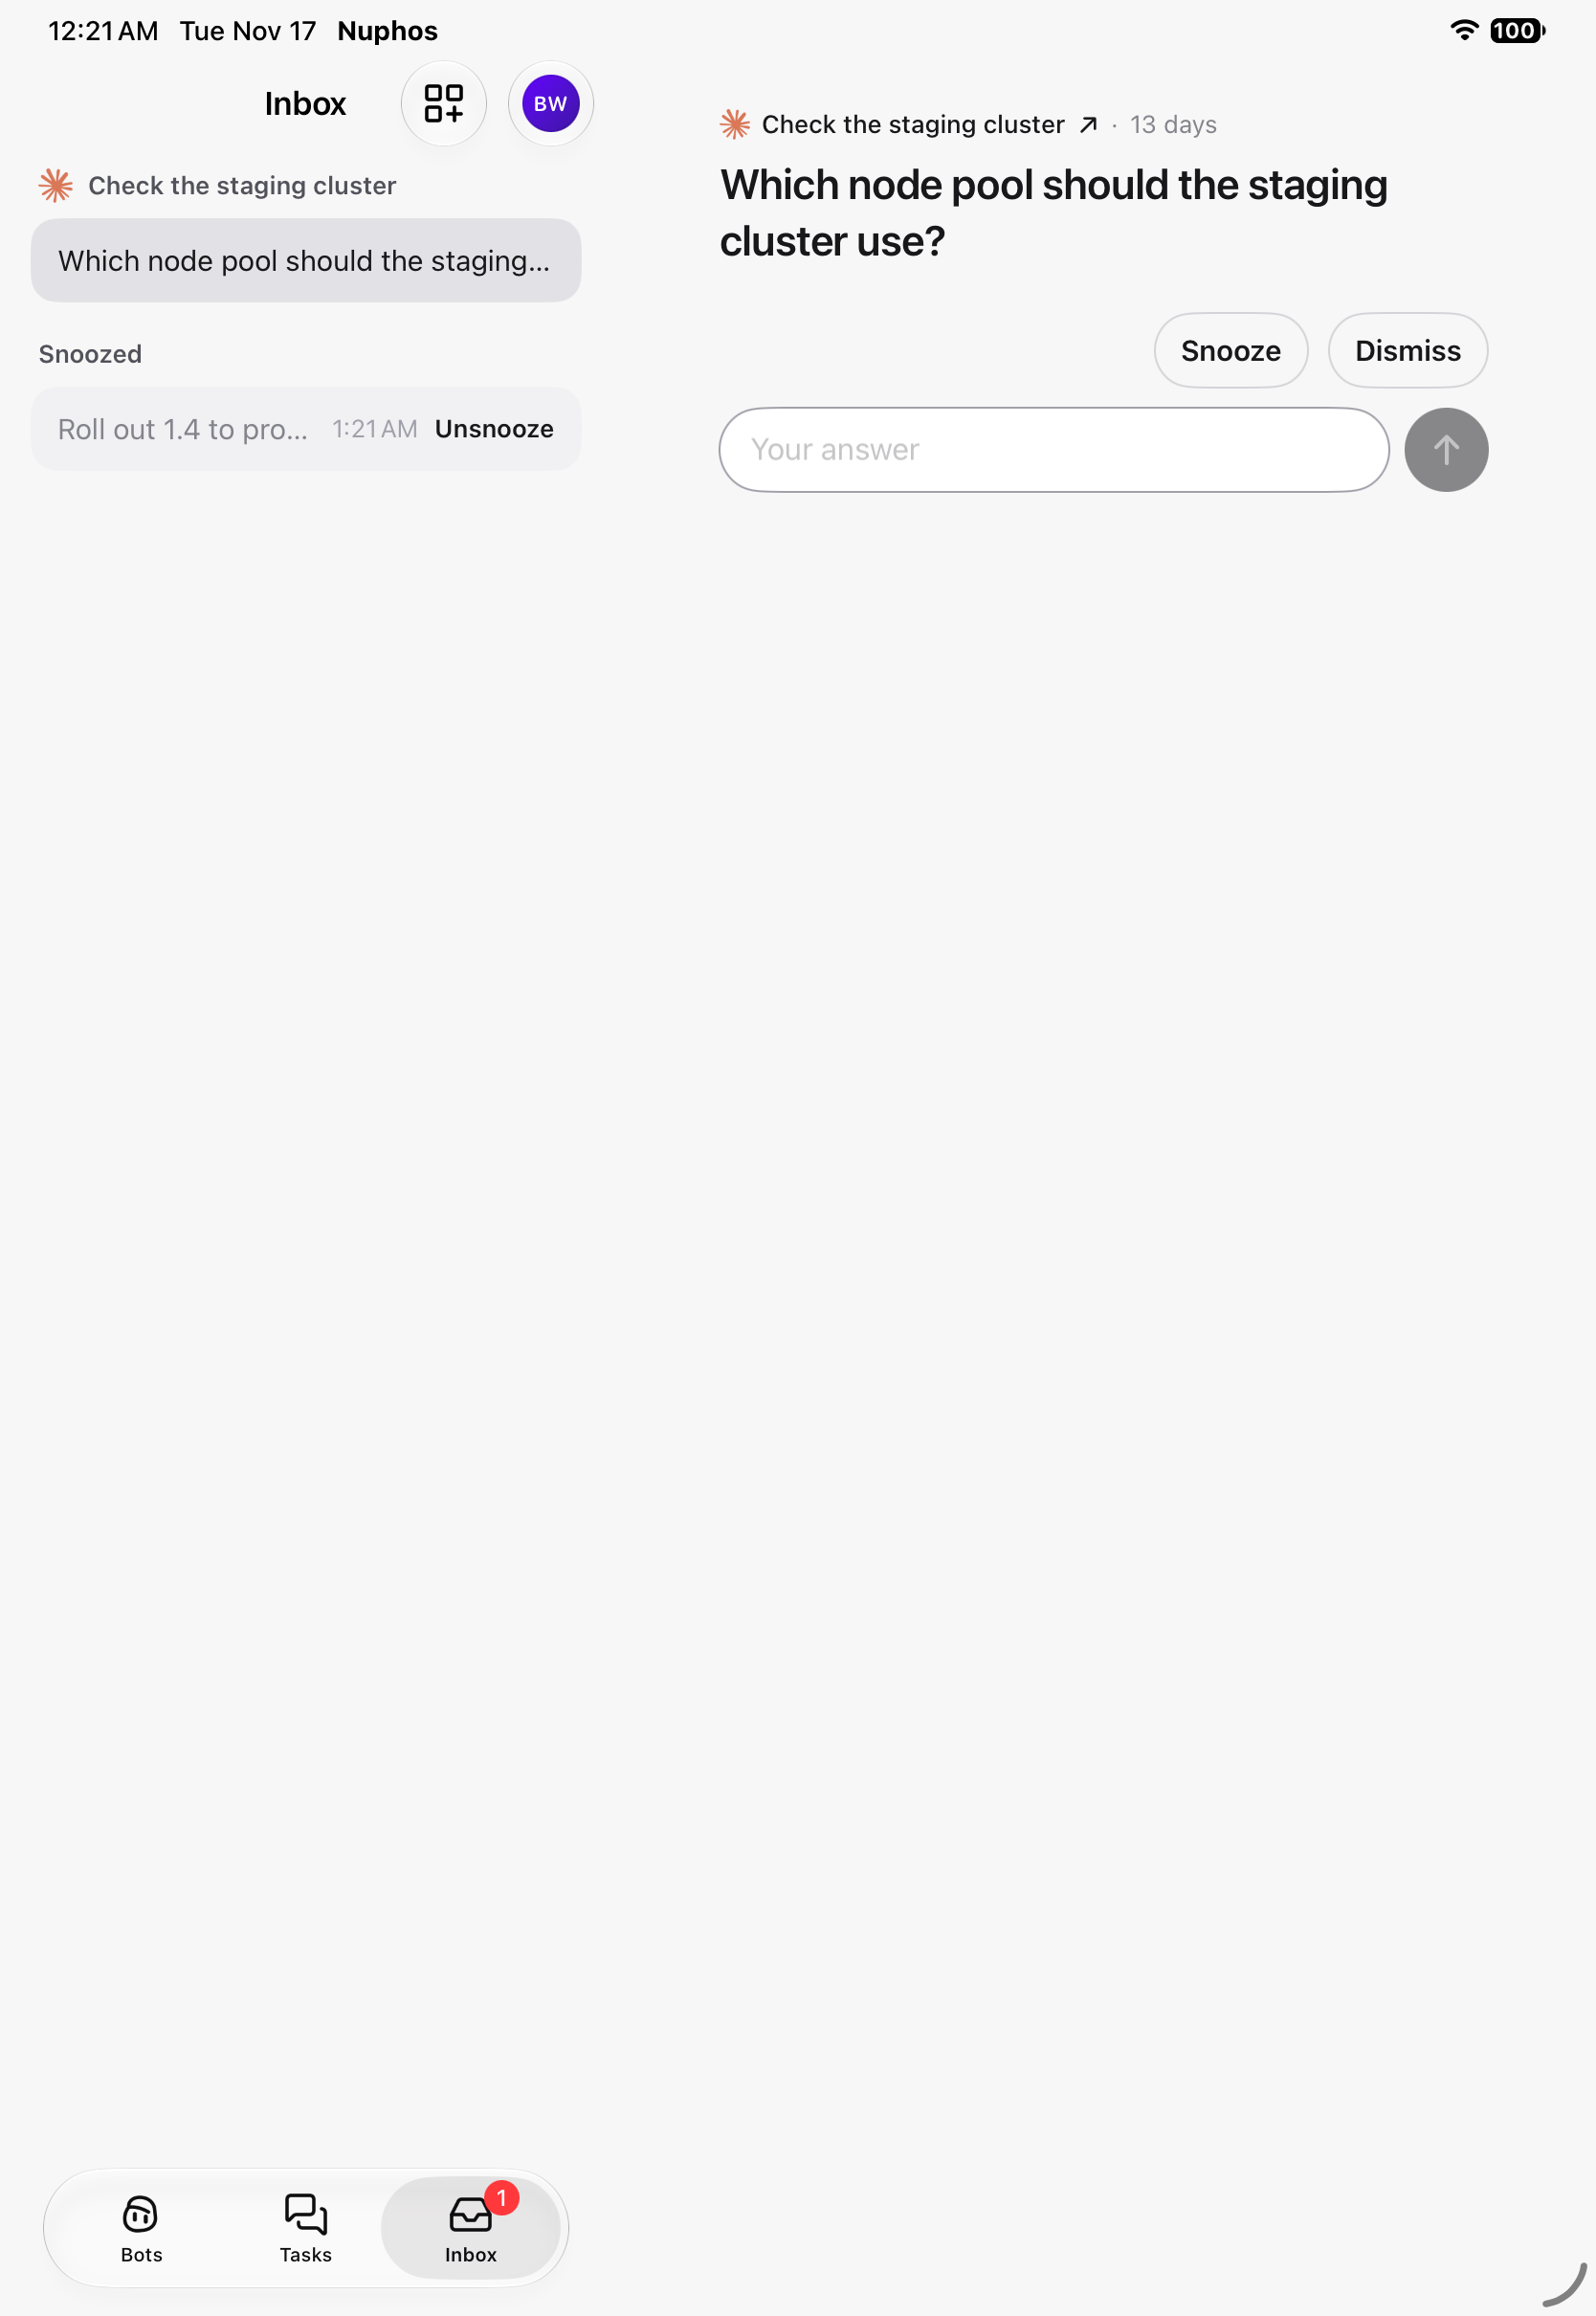 12:21 AM Tue Nov 17 Nuphos
100
Inbox
BW
Check the staging cluster
Which node pool should the staging...
Snoozed
Roll out 1.4 to pro... 1:21 AM Unsnooze
Check the staging cluster · 13 days
Which node pool should the staging
cluster use?
Snooze
Dismiss
Your answer
Bots
Tasks
Inbox
1